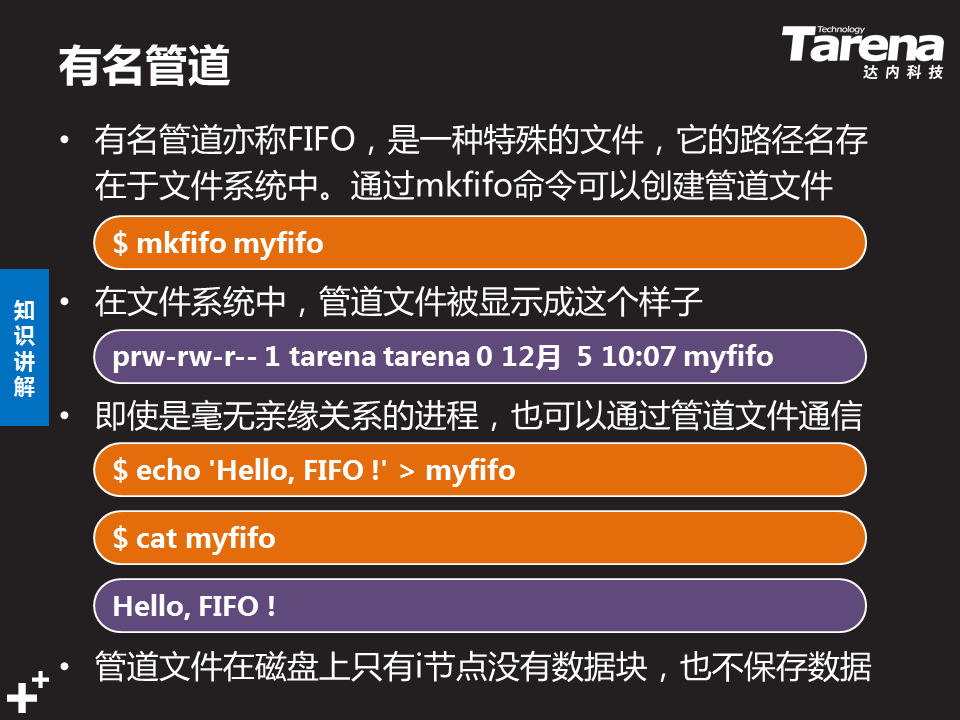 有名管道
Technology
Tarena
达内科技
• 有名管道亦称FIFO，是一种特殊的文件，它的路径名存
在于文件系统中。通过mkfifo命令可以创建管道文件
$ mkfifo myfifo
• 在文件系统中，管道文件被显示成这个样子
prw-rw-r-- 1 tarena tarena 0 12月  5 10:07 myfifo
• 即使是毫无亲缘关系的进程，也可以通过管道文件通信
$ echo 'Hello, FIFO !' > myfifo
$ cat myfifo
Hello, FIFO !
• 管道文件在磁盘上只有i节点没有数据块，也不保存数据
知识讲解